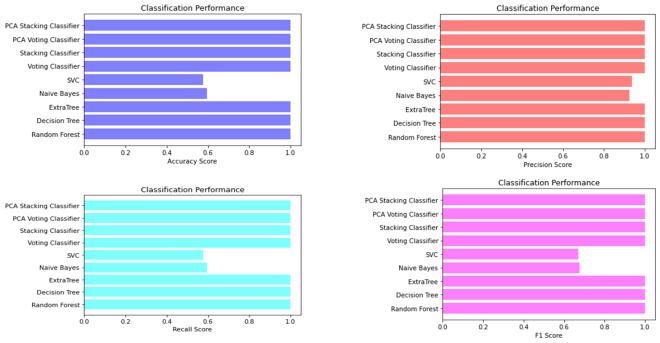 Classification Performance
PCA Stacking Classifier
PCA Voting Classifier
Stacking Classifier
Voting Classifier
SVC
Naive Bayes
ExtraTree
Decision Tree
Random Forest
0.0 0.2 0.4 0.6 0.8 1.0
Accuracy Score
Classification Performance
PCA Stacking Classifier
PCA Voting Classifier
Stacking Classifier
Voting Classifier
SVC
Naive Bayes
ExtraTree
Decision Tree
Random Forest
0.0 0.2 0.4 0.6 0.8 1.0
Precision Score
Classification Performance
PCA Stacking Classifier
PCA Voting Classifier
Stacking Classifier
Voting Classifier
SVC
Naive Bayes
ExtraTree
Decision Tree
Random Forest
0.0 0.2 0.4 0.6 0.8 1.0
Recall Score
Classification Performance
PCA Stacking Classifier
PCA Voting Classifier
Stacking Classifier
Voting Classifier
SVC
Naive Bayes
ExtraTree
Decision Tree
Random Forest
0.0 0.2 0.4 0.6 0.8 1.0
F1 Score